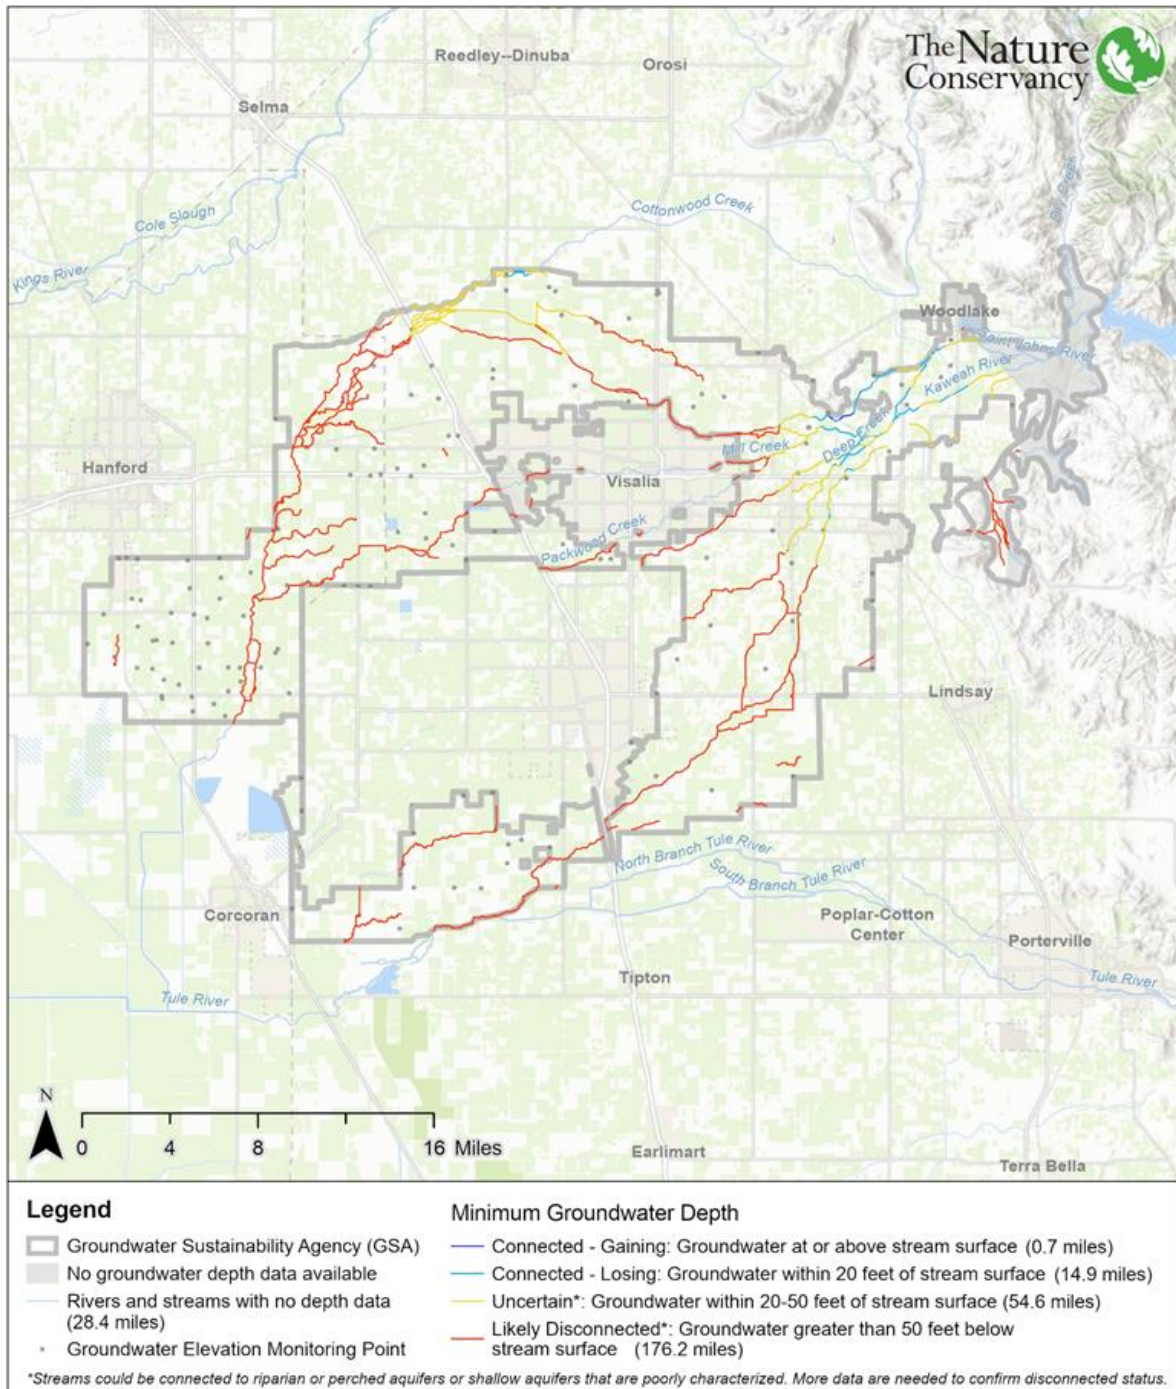 The Nature
Conservancy
Reedley--Dinuba
Orosi
Selma
Dry Creek
Cottonwood Creek
Cole Slough
Kings River
Woodlake
Saint Johns River
Kaweah River
Deep Creek
Mill Creek
Hanford
Visalia
Packwood Creek
Lindsay
North Branch Tule River
South Branch Tule River
Corcoran
Poplar-Cotton
Center
Porterville
Tipton
Tule River
Tule River
N
0 4 8 16 Miles
Earlimart
Terra Bella
Legend
Groundwater Sustainability Agency (GSA)
No groundwater depth data available
Rivers and streams with no depth data
(28.4 miles)
Groundwater Elevation Monitoring Point
Minimum Groundwater Depth
Connected - Gaining: Groundwater at or above stream surface (0.7 miles)
Connected - Losing: Groundwater within 20 feet of stream surface (14.9 miles)
Uncertain*: Groundwater within 20-50 feet of stream surface (54.6 miles)
Likely Disconnected*: Groundwater greater than 50 feet below
stream surface (176.2 miles)
*Streams could be connected to riparian or perched aquifers or shallow aquifers that are poorly characterized. More data are needed to confirm disconnected status.